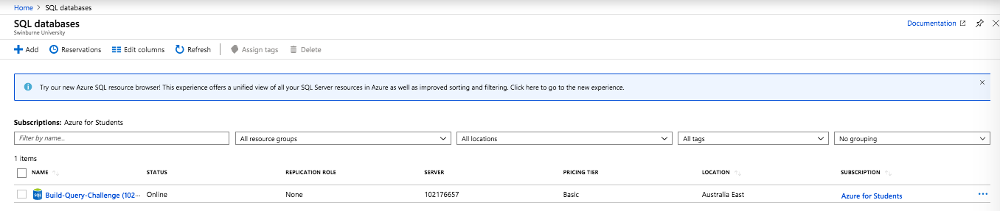 Home > SQL databases
SQL databases
Documentation
Swinburne University
Add Reservations Edit columns Refresh Assign tags Delete
Try our new Azure SQL resource browser! This experience offers a unified view of all your SQL Server resources in Azure as well as improved sorting and filtering. Click here to go to the new experience.
Subscriptions: Azure for Students
Filter by name... All resource groups All locations All tags No grouping
1 items
NAME STATUS REPLICATION ROLE SERVER PRICING TIER LOCATION SUBSCRIPTION
SQL Build-Query-Challenge (102... Online None 102176657 Basic Australia East Azure for Students